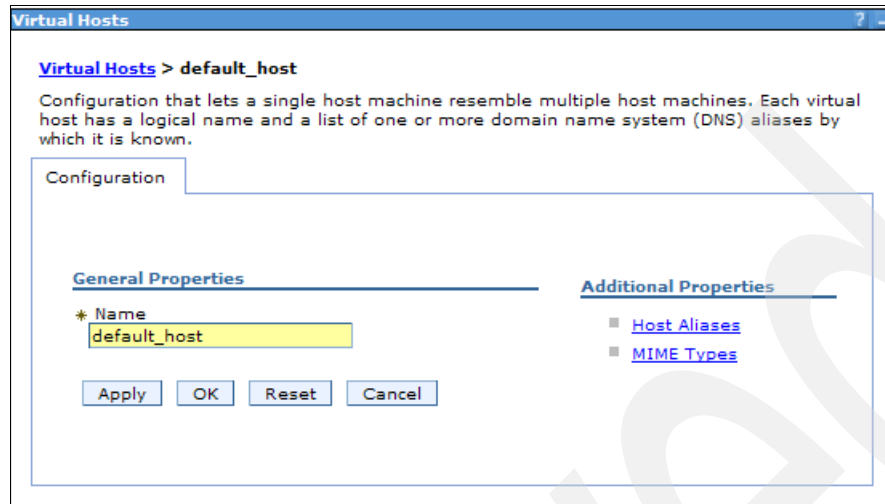 Virtual Hosts
?
Virtual Hosts > default_host
Configuration that lets a single host machine resemble multiple host machines. Each virtual
host has a logical name and a list of one or more domain name system (DNS) aliases by
which it is known.
Configuration
General Properties
* Name
default_host
Apply OK Reset Cancel
Additional Properties
Host Aliases
MIME Types